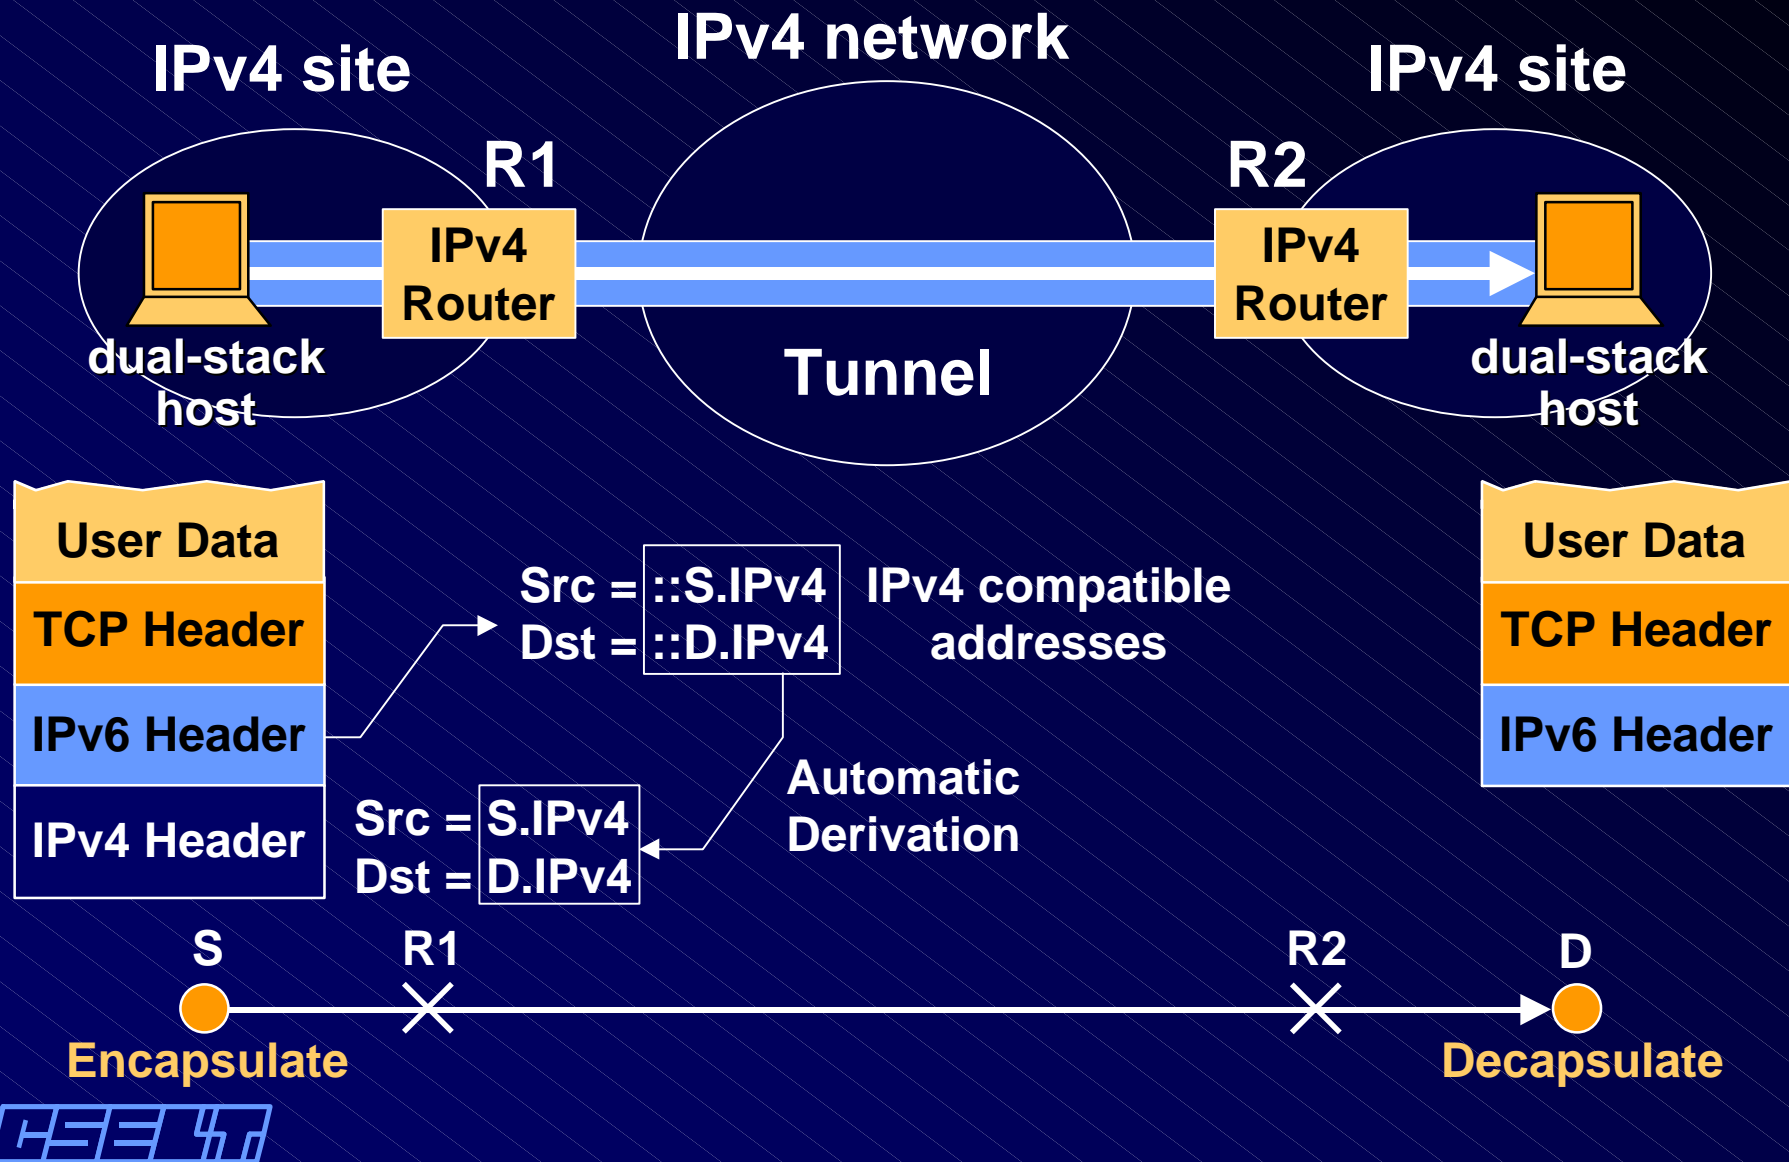 IPv4 network
IPv4 site
IPv4 site
R1
R2
IPv4
Router
IPv4
Router
dual-stack
host
Tunnel
dual-stack
host
User Data
TCP Header
IPv6 Header
IPv4 Header
Src = ::S.IPv4
Dst = ::D.IPv4
IPv4 compatible
addresses
Automatic
Derivation
Src = S.IPv4
Dst = D.IPv4
User Data
TCP Header
IPv6 Header
S
R1
R2
D
Encapsulate
Decapsulate
CSELT